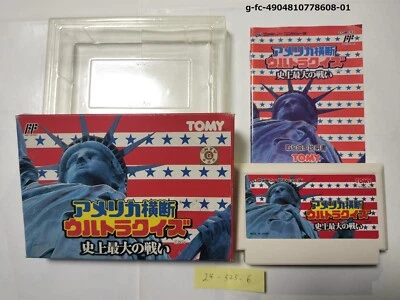 g-fc-4904810778608-01
アメリカ横断
ウルトラクイズ
史上最大の戦い
TOMY
TOMY
アメリカ横断
ウルトラクイズ
史上最大の戦い
TOMY
アメリカ横断
ウルトラクイズ
史上最大の戦い